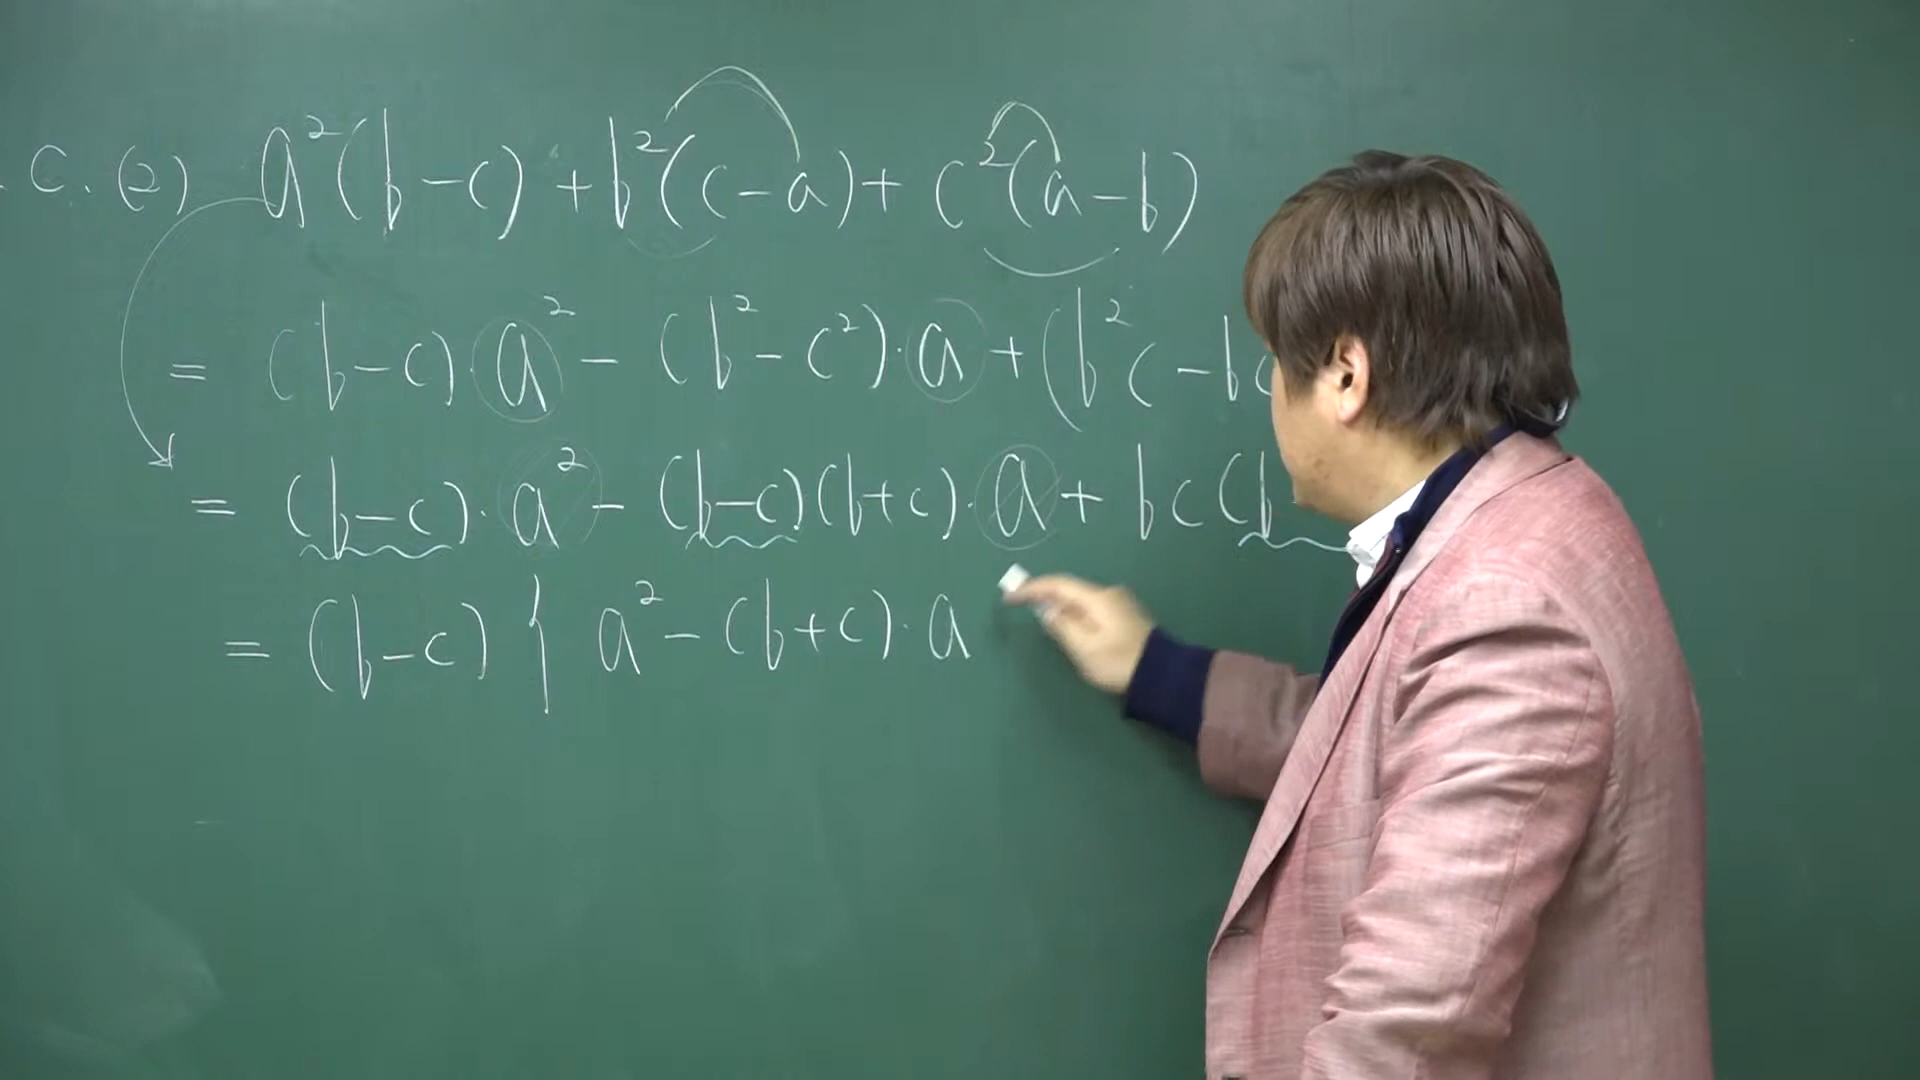 C. (2) a²(b-c) + b²(c-a) + c²(a-b)
= (b-c)·a² - (b²-c²)·a + (b²c - bc
= (b-c)·a² - (b-c)(b+c)·a + bc(b
= (b-c){ a² - (b+c)·a